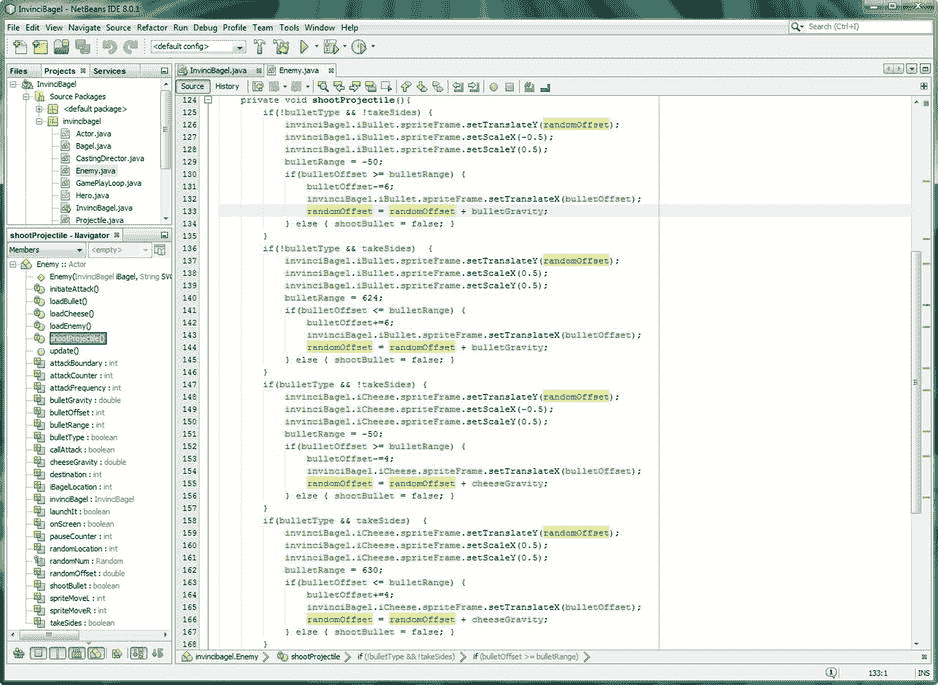 InvinciBagel - NetBeans IDE 8.0.1
File Edit View Navigate Source Refactor Run Debug Profile Team Tools Window Help
Search (Ctrl+I)
<default config>
Files Projects Services
InvinciBagel
Source Packages
<default package>
invincibagel
Actor.java
Bagel.java
CastingDirector.java
Enemy.java
GamePlayLoop.java
Hero.java
InvinciBagel.java
Projectile.java
shootProjectile - Navigator
Members <empty>
Enemy :: Actor
Enemy(InvinciBagel iBagel, String SVG
initiateAttack()
loadBullet()
loadCheese()
loadEnemy()
shootProjectile()
update()
attackBoundary : int
attackCounter : int
attackFrequency : int
bulletGravity : double
bulletOffset : int
bulletRange : int
bulletType : boolean
callAttack : boolean
cheeseGravity : double
destination : int
iBagelLocation : int
invinciBagel : InvinciBagel
launchIt : boolean
onScreen : boolean
pauseCounter : int
randomLocation : int
randomNum : Random
randomOffset : double
shootBullet : boolean
spriteMoveL : int
spriteMoveR : int
takeSides : boolean
InvinciBagel.java Enemy.java
Source History
124 private void shootProjectile(){
125 if(!bulletType && !takeSides) {
126 invinciBagel.iBullet.spriteFrame.setTranslateY(randomOffset);
127 invinciBagel.iBullet.spriteFrame.setScaleX(-0.5);
128 invinciBagel.iBullet.spriteFrame.setScaleY(0.5);
129 bulletRange = -50;
130 if(bulletOffset >= bulletRange) {
131 bulletOffset-=6;
132 invinciBagel.iBullet.spriteFrame.setTranslateX(bulletOffset);
133 randomOffset = randomOffset + bulletGravity;
134 } else { shootBullet = false; }
135 }
136 if(!bulletType && takeSides) {
137 invinciBagel.iBullet.spriteFrame.setTranslateY(randomOffset);
138 invinciBagel.iBullet.spriteFrame.setScaleX(0.5);
139 invinciBagel.iBullet.spriteFrame.setScaleY(0.5);
140 bulletRange = 624;
141 if(bulletOffset <= bulletRange) {
142 bulletOffset+=6;
143 invinciBagel.iBullet.spriteFrame.setTranslateX(bulletOffset);
144 randomOffset = randomOffset + bulletGravity;
145 } else { shootBullet = false; }
146 }
147 if(bulletType && !takeSides) {
148 invinciBagel.iCheese.spriteFrame.setTranslateY(randomOffset);
149 invinciBagel.iCheese.spriteFrame.setScaleX(-0.5);
150 invinciBagel.iCheese.spriteFrame.setScaleY(0.5);
151 bulletRange = -50;
152 if(bulletOffset >= bulletRange) {
153 bulletOffset-=4;
154 invinciBagel.iCheese.spriteFrame.setTranslateX(bulletOffset);
155 randomOffset = randomOffset + cheeseGravity;
156 } else { shootBullet = false; }
157 }
158 if(bulletType && takeSides) {
159 invinciBagel.iCheese.spriteFrame.setTranslateY(randomOffset);
160 invinciBagel.iCheese.spriteFrame.setScaleX(0.5);
161 invinciBagel.iCheese.spriteFrame.setScaleY(0.5);
162 bulletRange = 630;
163 if(bulletOffset <= bulletRange) {
164 bulletOffset+=4;
165 invinciBagel.iCheese.spriteFrame.setTranslateX(bulletOffset);
166 randomOffset = randomOffset + cheeseGravity;
167 } else { shootBullet = false; }
168 }
invincibagel.Enemy shootProjectile if (!bulletType && !takeSides) if (bulletOffset >= bulletRange)
1 133:1 INS